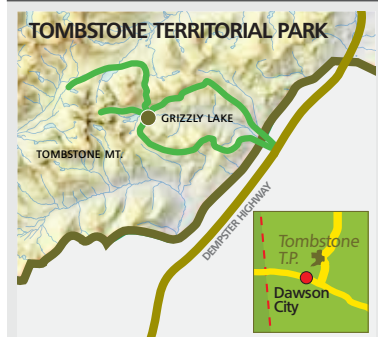 TOMBSTONE TERRITORIAL PARK
GRIZZLY LAKE
TOMBSTONE MT.
DEMPSTER HIGHWAY
Tombstone
T.P.
Dawson
City